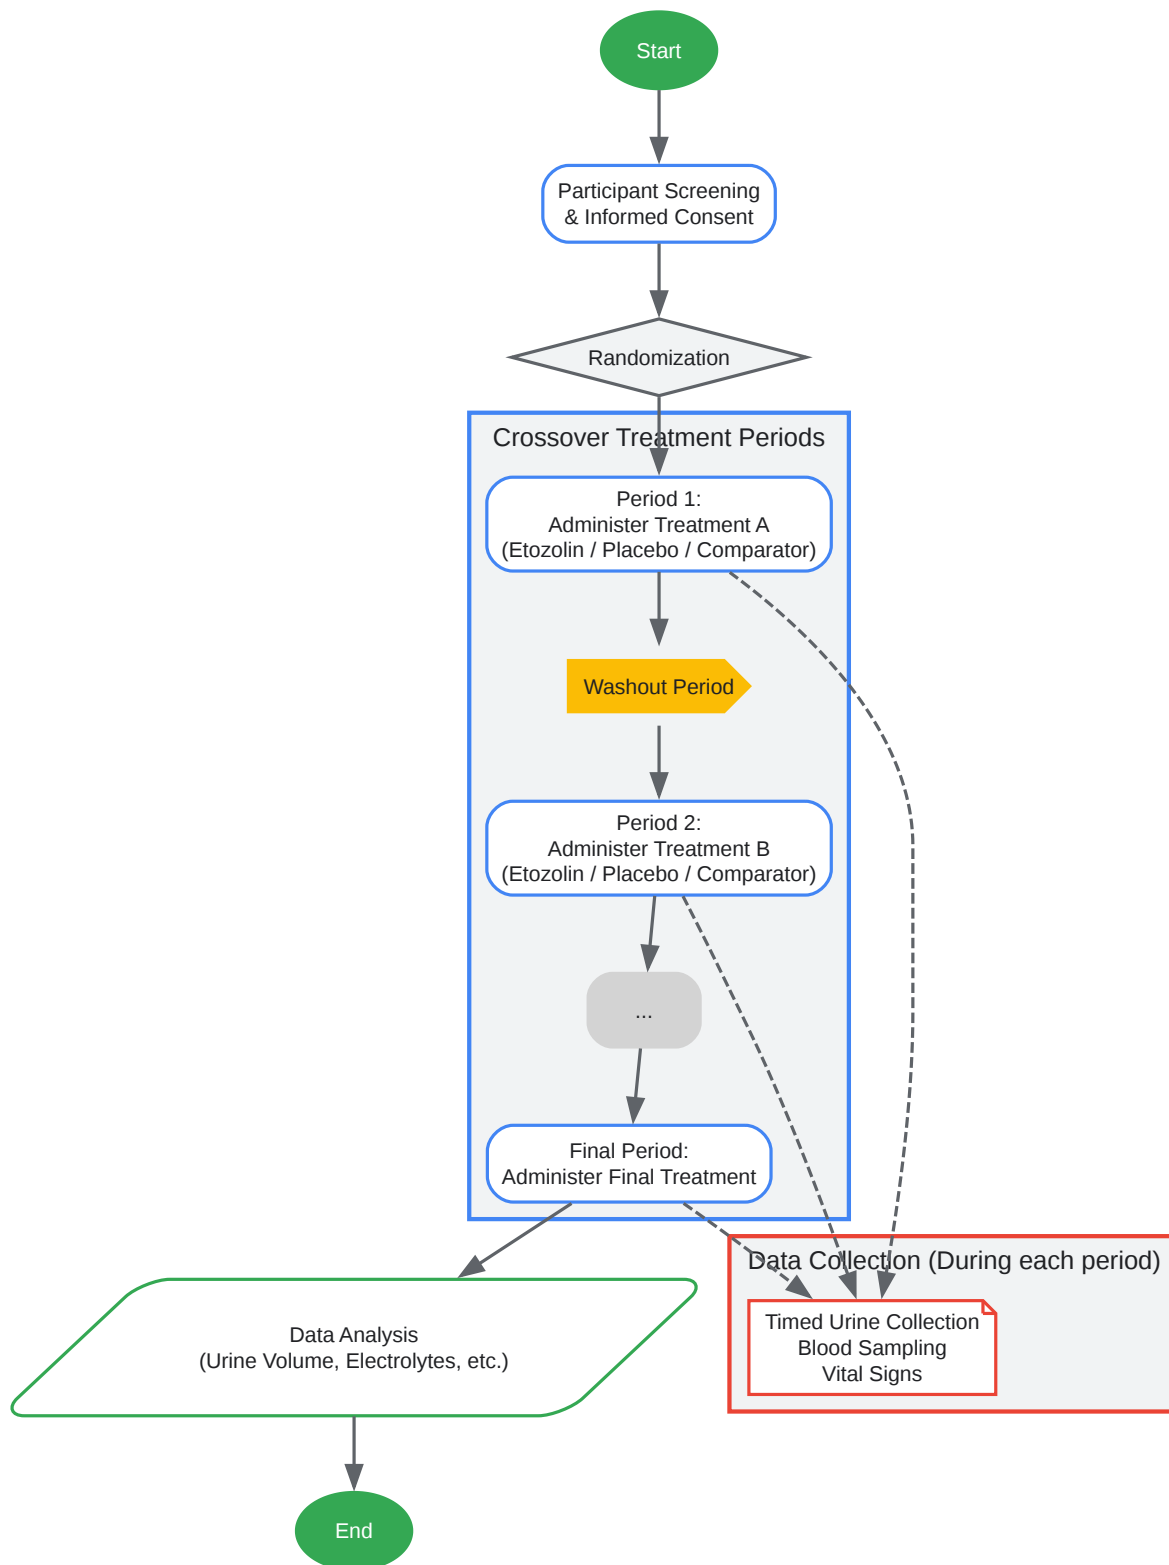 Start
Participant Screening
& Informed Consent
Randomization
Crossover Treatment Periods
Period 1:
Administer Treatment A
(Etozolin / Placebo / Comparator)
Washout Period
Period 2:
Administer Treatment B
(Etozolin / Placebo / Comparator)
...
Final Period:
Administer Final Treatment
Data Collection (During each period)
Timed Urine Collection
Blood Sampling
Vital Signs
Data Analysis
(Urine Volume, Electrolytes, etc.)
End